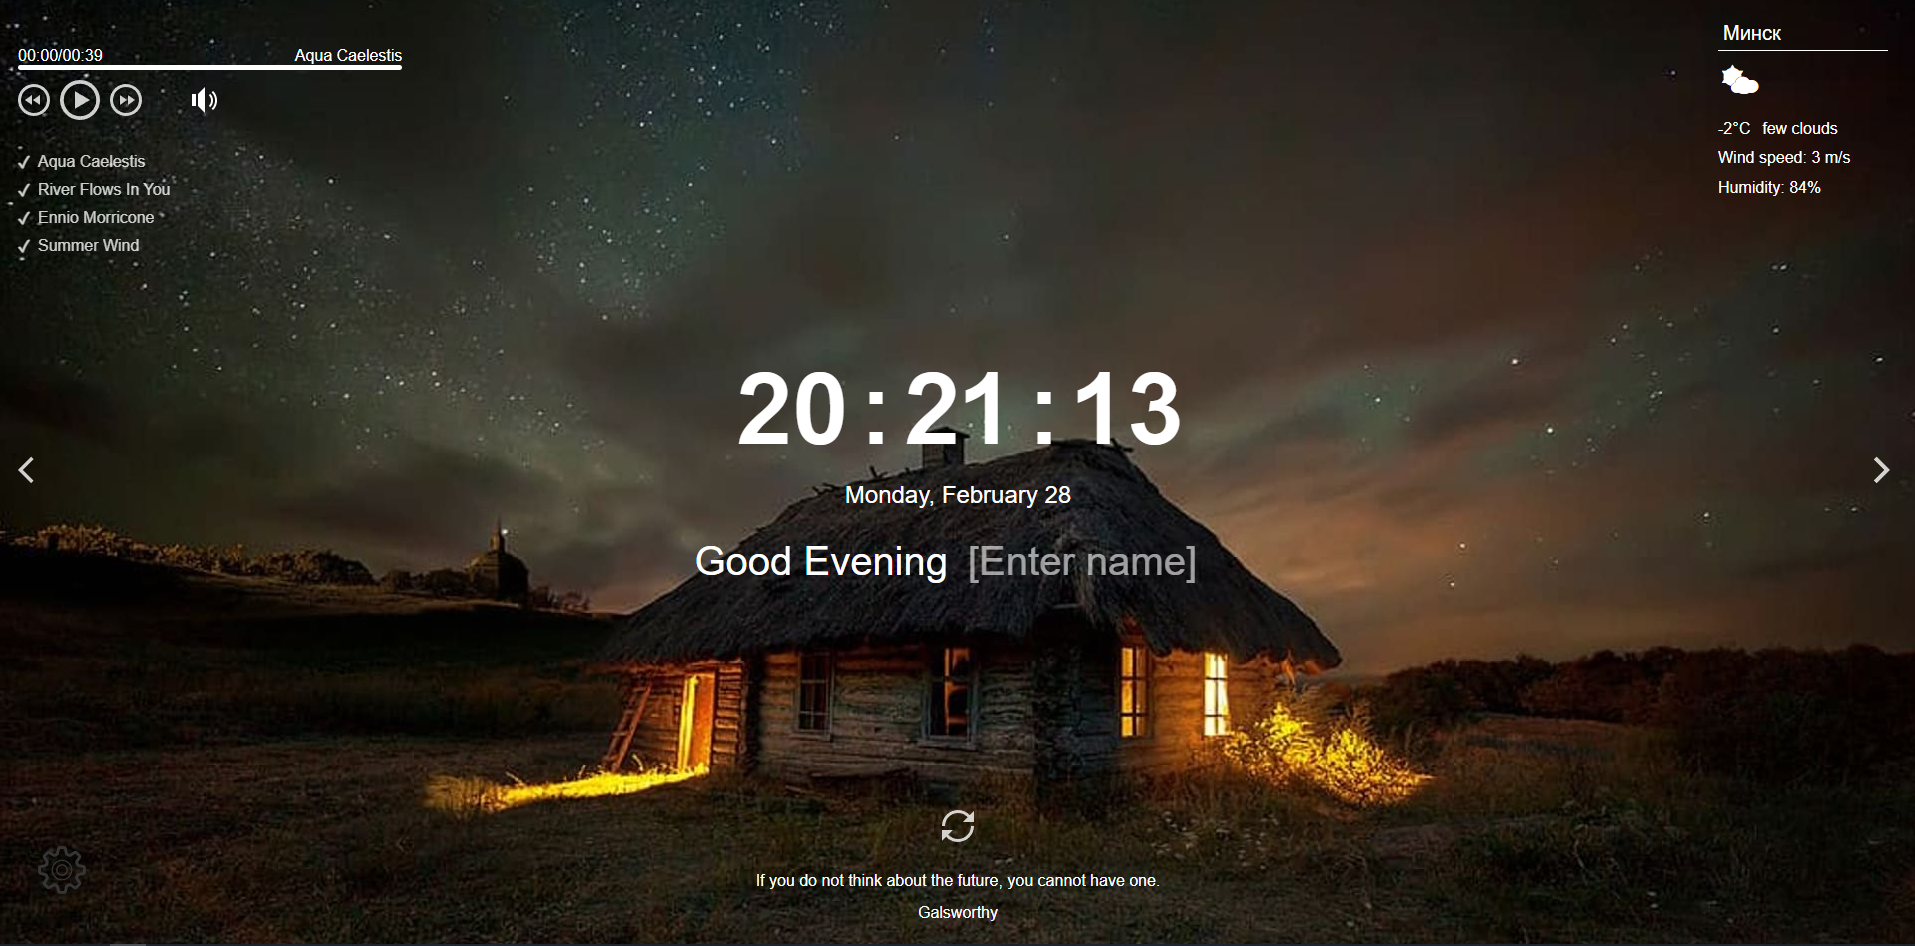 00:00/00:39 Aqua Caelestis
Aqua Caelestis
River Flows In You
Ennio Morricone
Summer Wind
Минск
-2°C few clouds
Wind speed: 3 m/s
Humidity: 84%
20:21:13
Monday, February 28
Good Evening [Enter name]
If you do not think about the future, you cannot have one.
Galsworthy